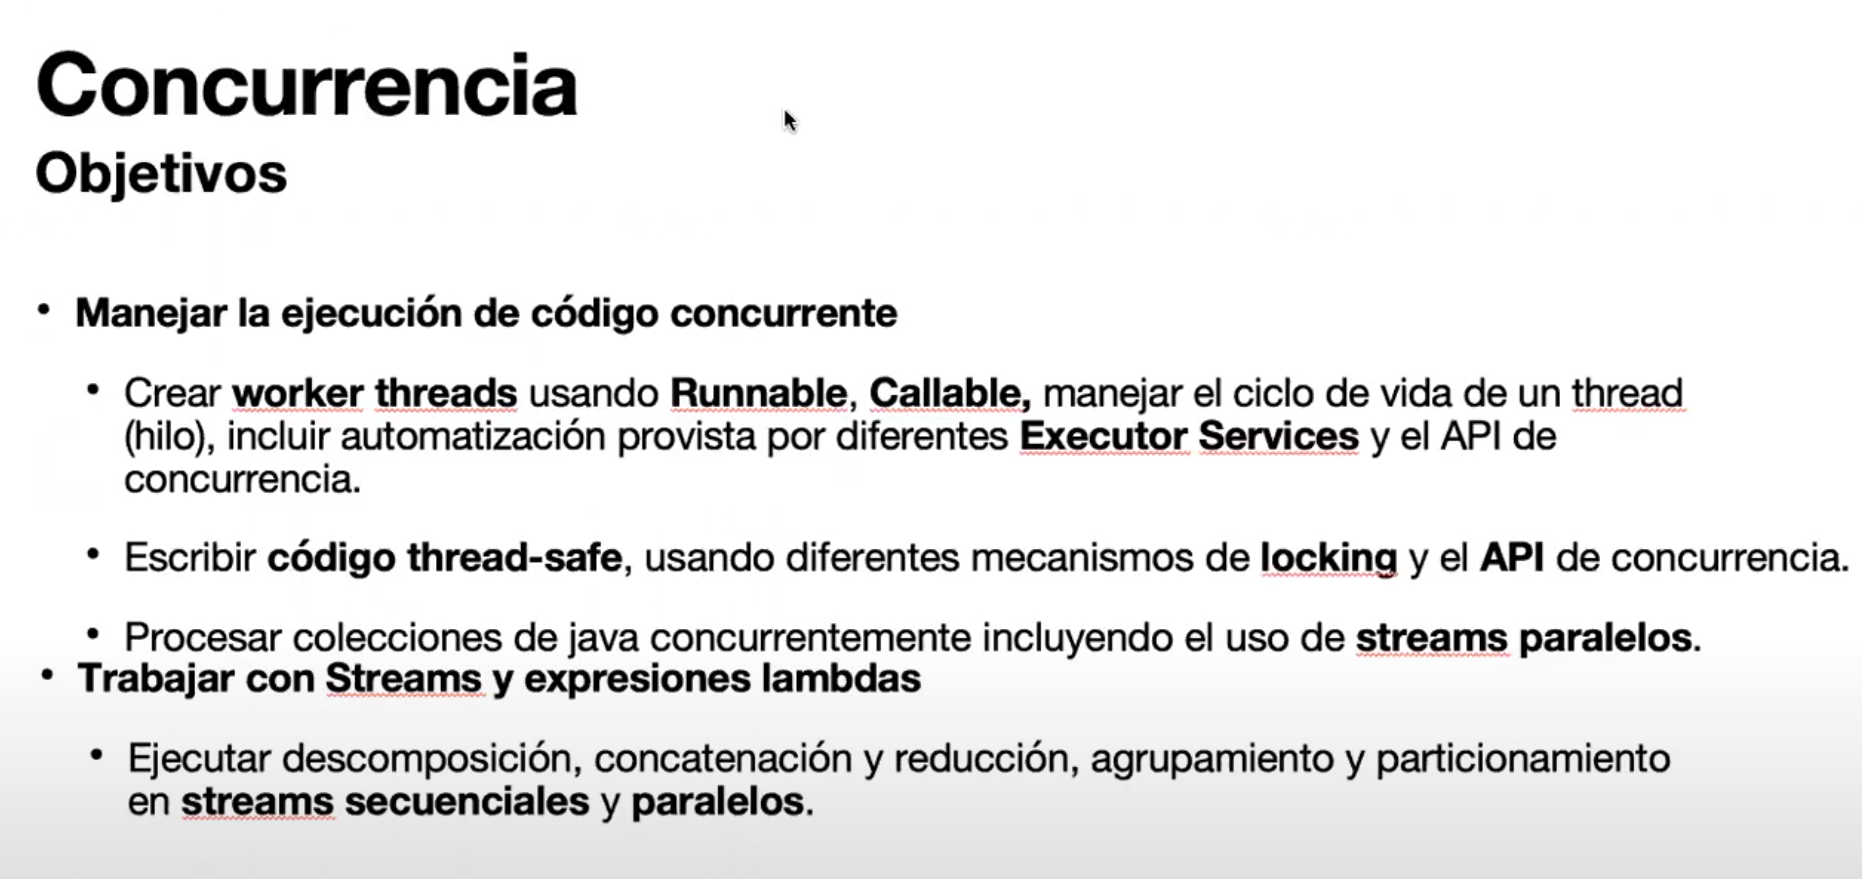 Concurrencia
Objetivos
• Manejar la ejecución de código concurrente
• Crear worker threads usando Runnable, Callable, manejar el ciclo de vida de un thread
(hilo), incluir automatización provista por diferentes Executor Services y el API de
concurrencia.
• Escribir código thread-safe, usando diferentes mecanismos de locking y el API de concurrencia.
• Procesar colecciones de java concurrentemente incluyendo el uso de streams paralelos.
• Trabajar con Streams y expresiones lambdas
• Ejecutar descomposición, concatenación y reducción, agrupamiento y particionamiento
en streams secuenciales y paralelos.